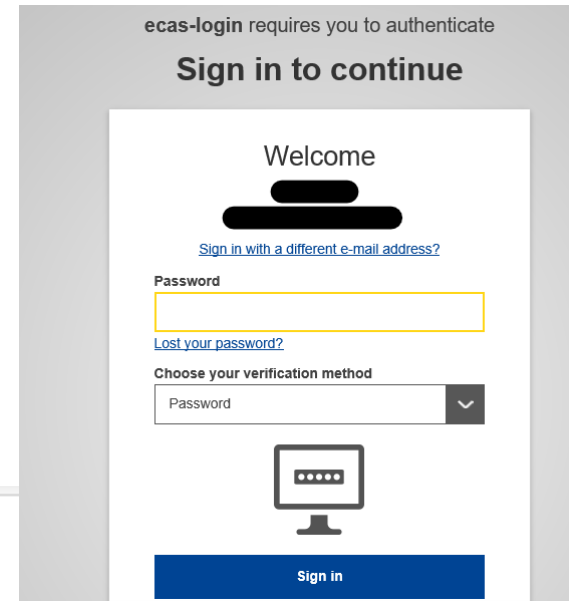 ecas-login requires you to authenticate
Sign in to continue
Welcome
Sign in with a different e-mail address?
Password
Lost your password?
Choose your verification method
Password
Sign in